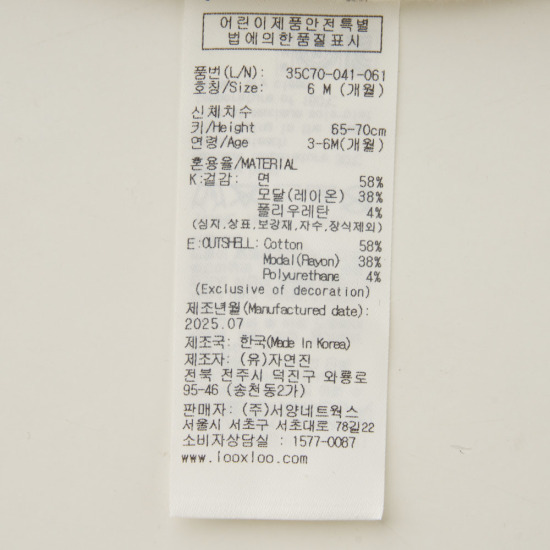 어린이제품안전특별
법에의한품질표시
품번(L/N): 35C70-041-061
호칭/Size: 6 M (개월)
신체치수
키/Height 65-70cm
연령/Age 3-6M(개월)
혼용율/MATERIAL
K:겉감: 면 58%
모달(레이온) 38%
폴리우레탄 4%
(심지,상표,보강재,자수,장식제외)
E:OUTSHELL: Cotton 58%
Modal(Rayon) 38%
Polyurethane 4%
(Exclusive of decoration)
제조년월(Manufactured date):
2025.07
제조국: 한국(Made In Korea)
제조자: (유)자연진
전북 전주시 덕진구 와룡로
95-46 (송천동2가)
판매자: (주)서양네트웍스
서울시 서초구 서초대로 78길22
소비자상담실 : 1577-0087
www.looxloo.com